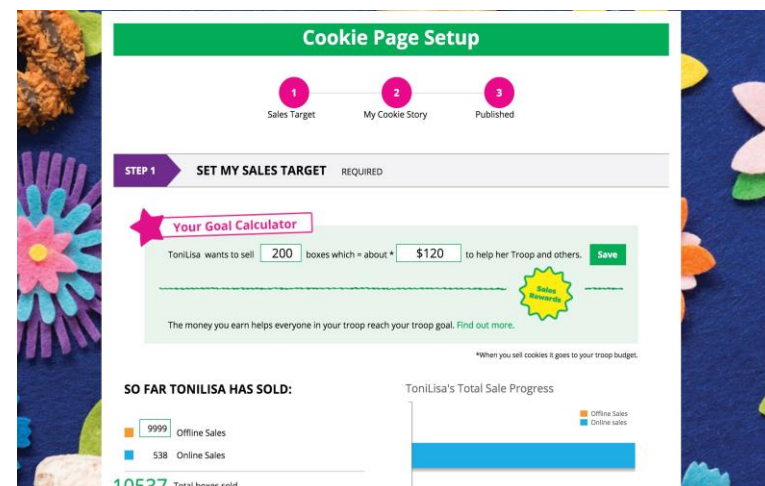 Cookie Page Setup
1 2 3
Sales Target My Cookie Story Published
STEP 1 SET MY SALES TARGET REQUIRED
Your Goal Calculator
ToniLisa wants to sell 200 boxes which = about * $120 to help her Troop and others. Save
Sales
Rewards
The money you earn helps everyone in your troop reach your troop goal. Find out more.
*When you sell cookies it goes to your troop budget.
SO FAR TONILISA HAS SOLD:
9999 Offline Sales
538 Online Sales
10537 Total boxes sold
ToniLisa's Total Sale Progress
Offline Sales
Online sales